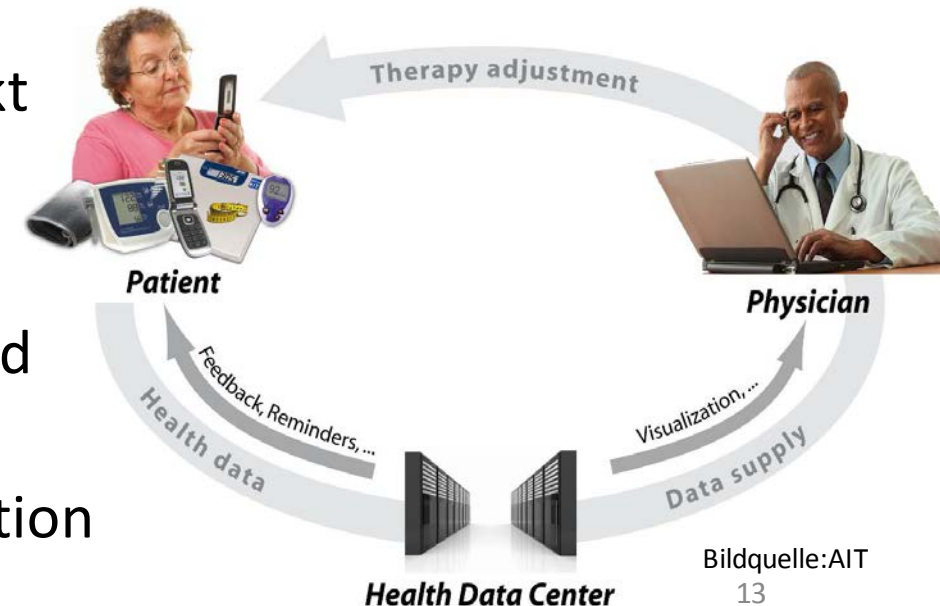 kt
Therapy adjustment
Patient
Physician
d
Feedback, Reminders, ...
Visualization, ...
Health data
Data supply
tion
Bildquelle:AIT
Health Data Center
13